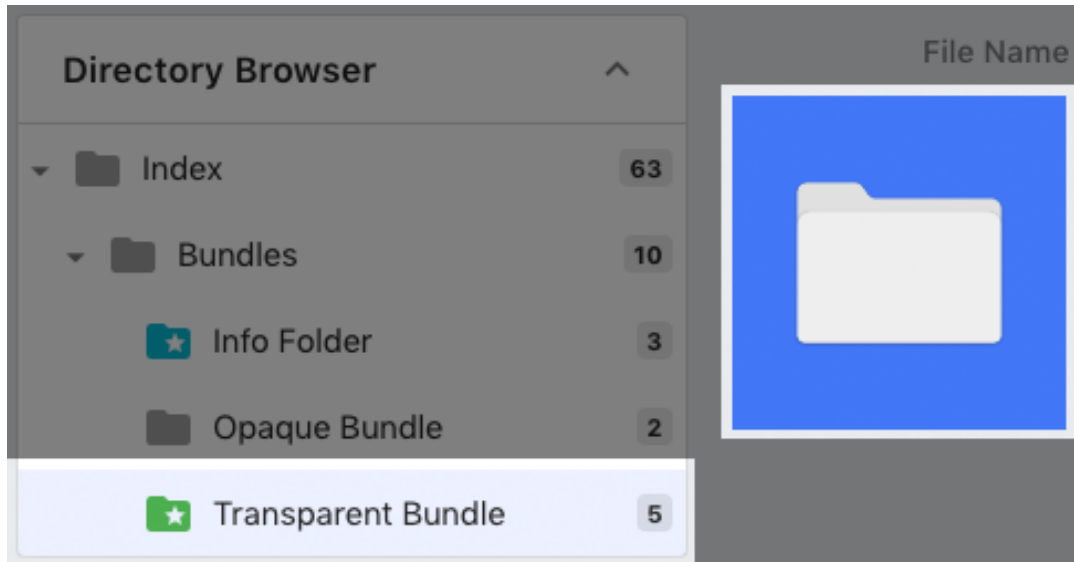 Directory Browser
File Name
Index 63
Bundles 10
Info Folder 3
Opaque Bundle 2
Transparent Bundle 5